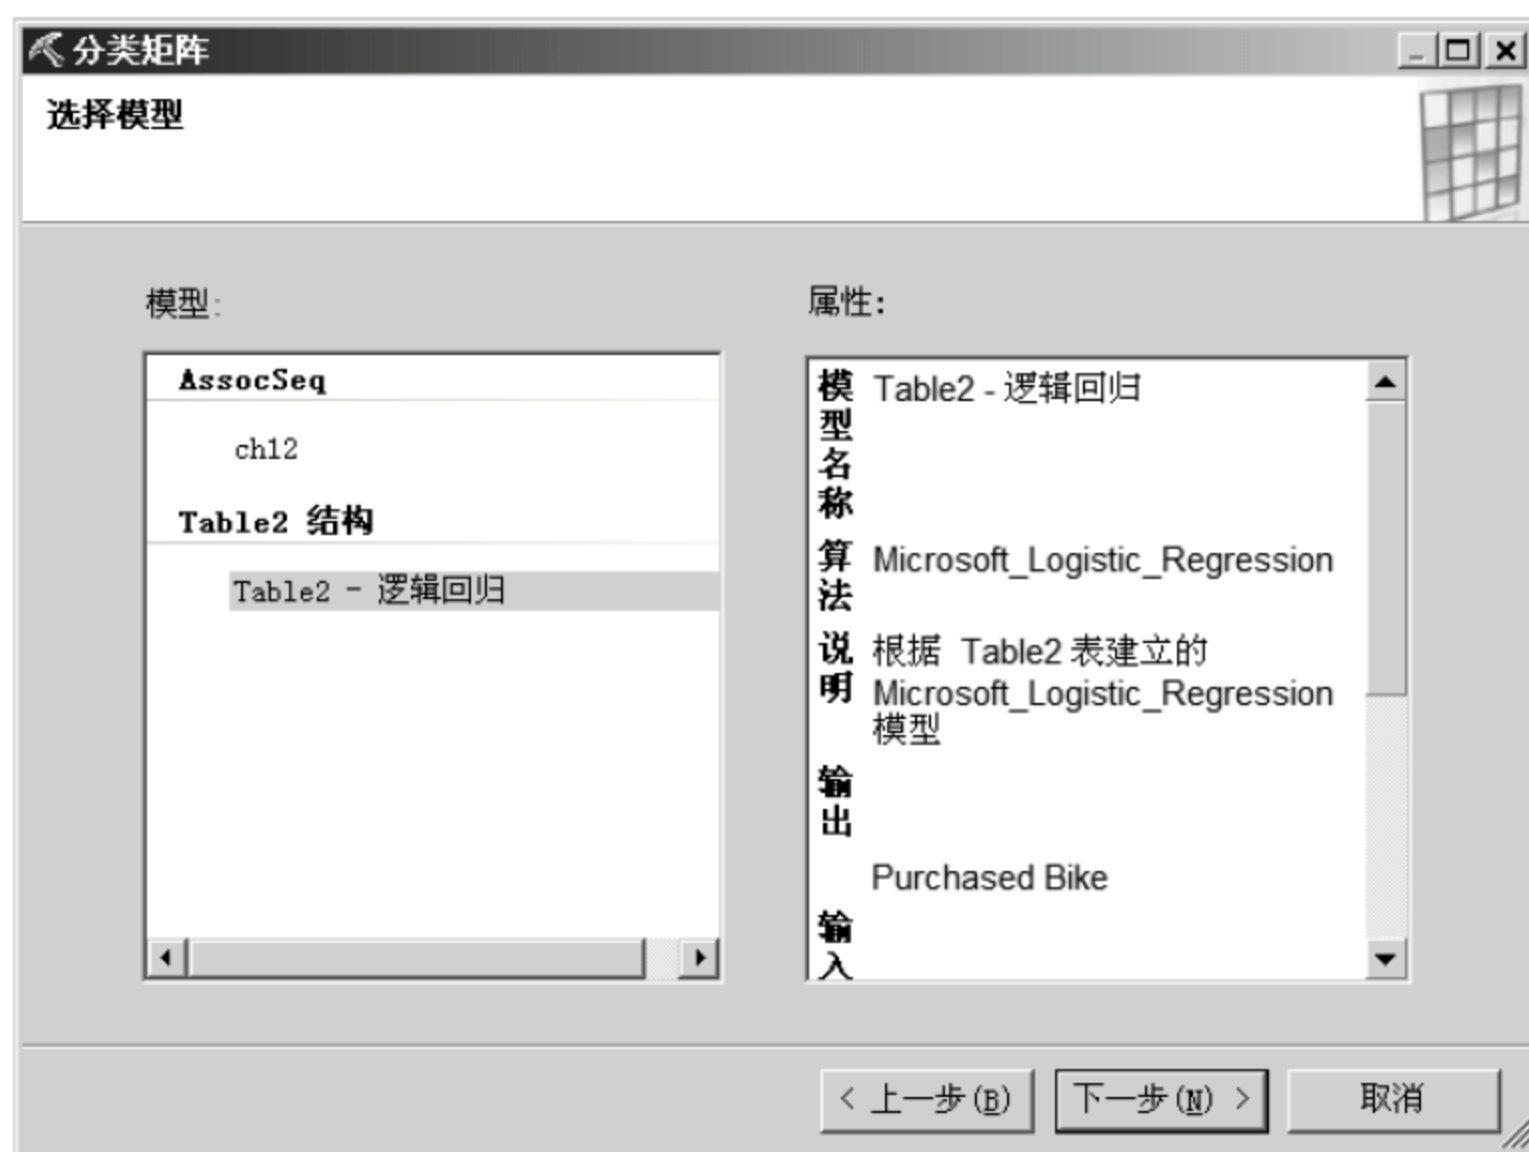 分类矩阵
选择模型
模型:
AssocSeq
ch12
Table2 结构
Table2 - 逻辑回归
属性:
模型名称 Table2 - 逻辑回归
算法 Microsoft_Logistic_Regression
说明 根据 Table2 表建立的
Microsoft_Logistic_Regression
模型
输出
Purchased Bike
输入
< 上一步(B)
下一步(N) >
取消